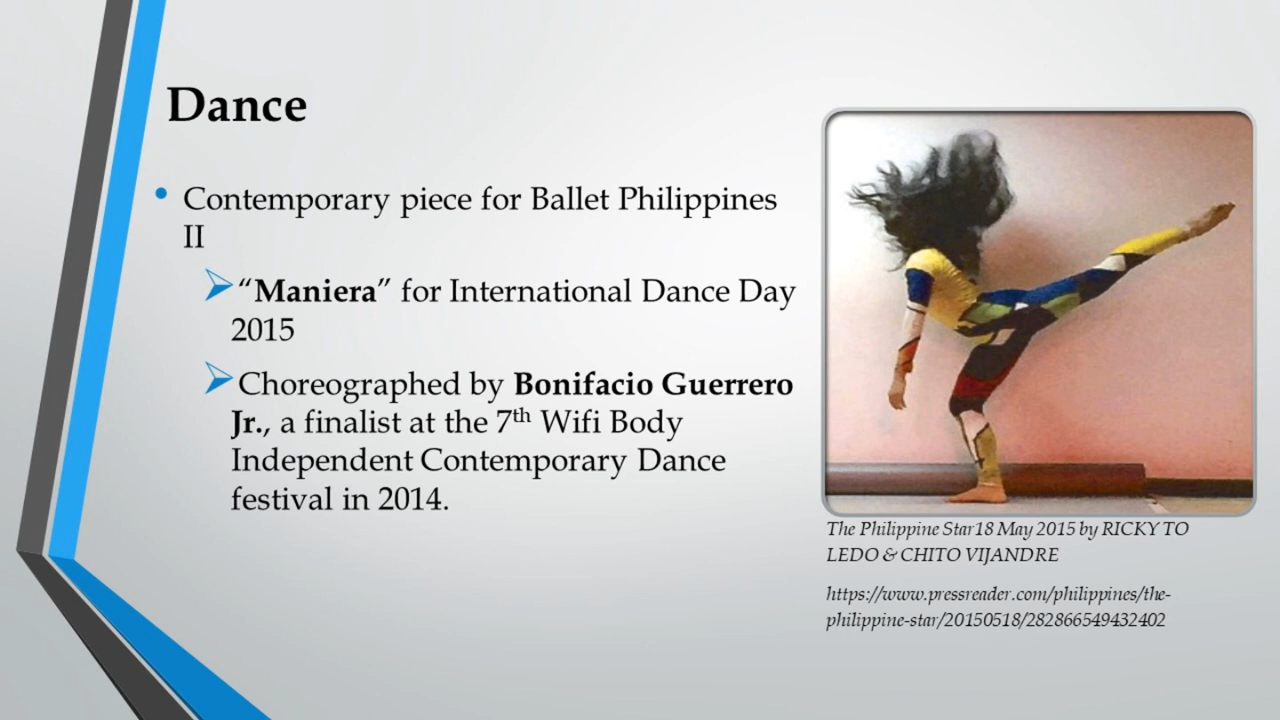 Dance
• Contemporary piece for Ballet Philippines
II
➢“Maniera” for International Dance Day
2015
➢Choreographed by Bonifacio Guerrero
Jr., a finalist at the 7th Wifi Body
Independent Contemporary Dance
festival in 2014.
The Philippine Star18 May 2015 by RICKY TO
LEDO & CHITO VIJANDRE
https://www.pressreader.com/philippines/the-
philippine-star/20150518/282866549432402